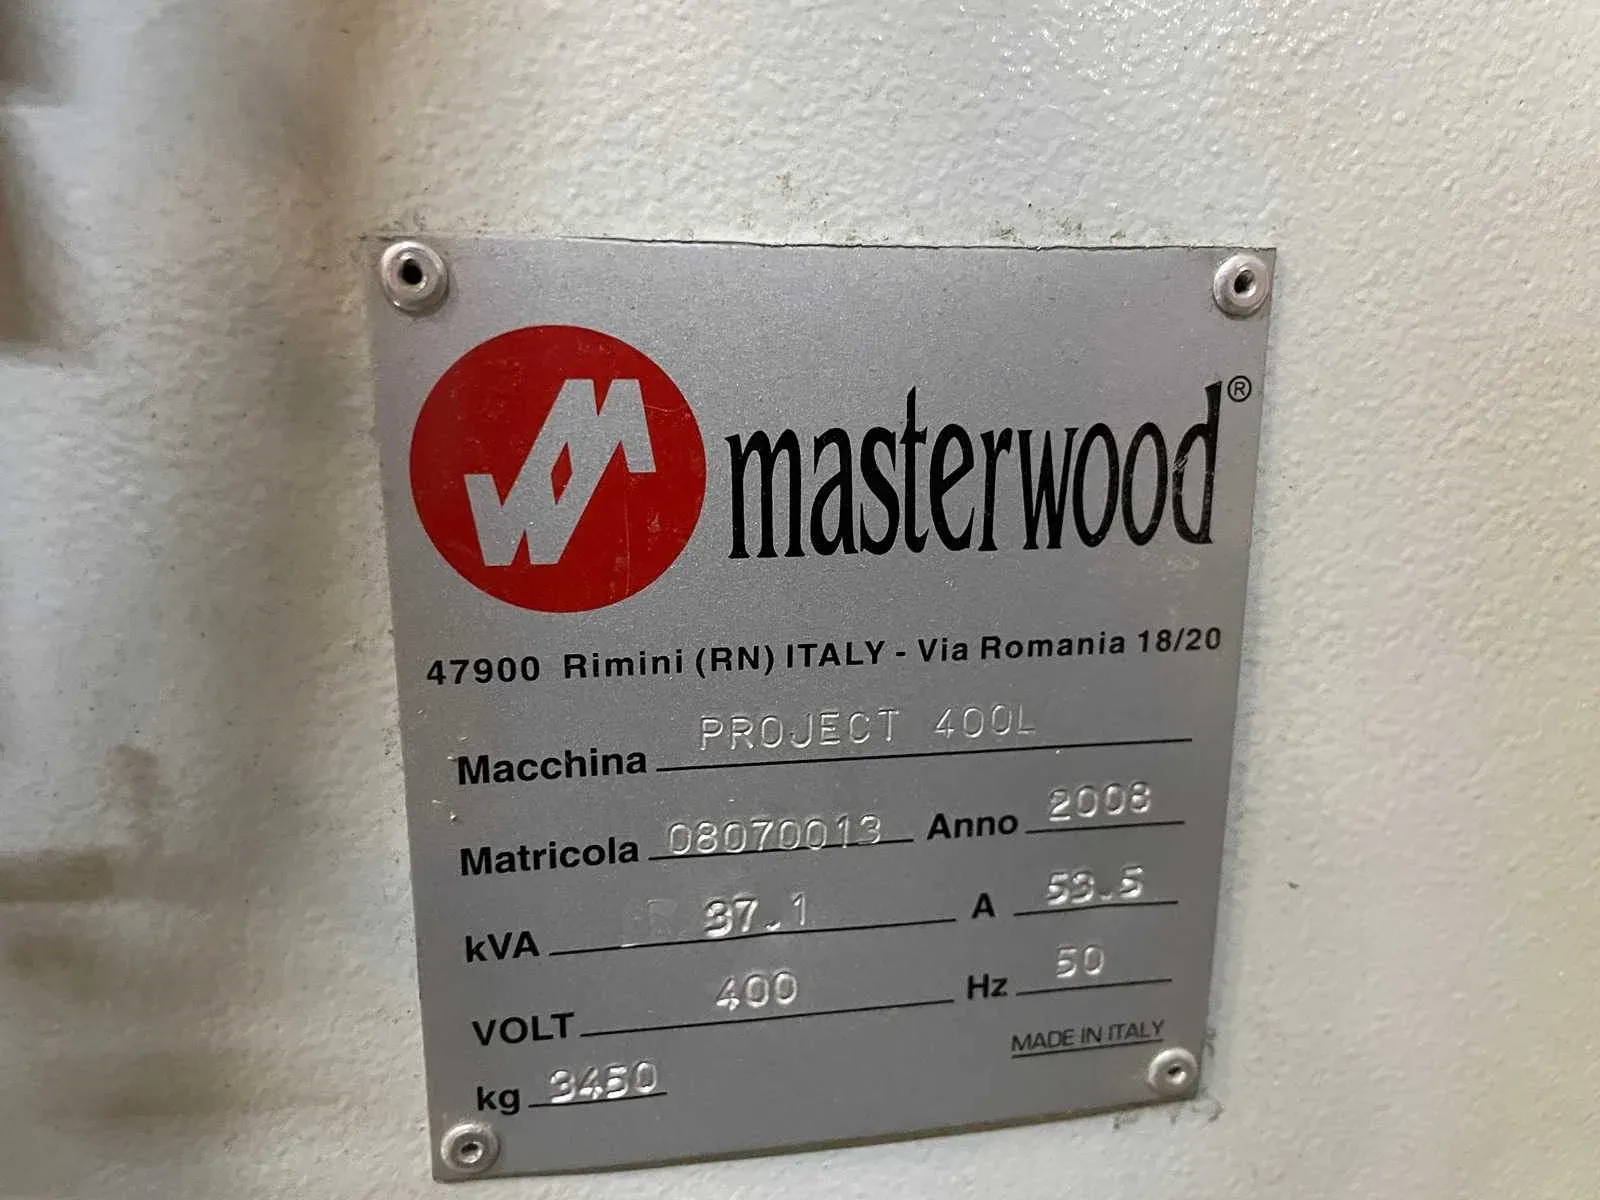 masterwood®
47900 Rimini (RN) ITALY - Via Romania 18/20
Macchina PROJECT 400L
Matricola 08070013 Anno 2008
kVA 37.1 A 53.5
VOLT 400 Hz 50
kg 3450
MADE IN ITALY